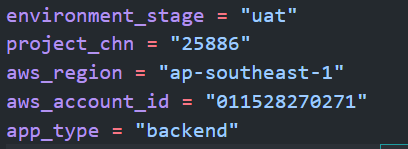 environment_stage = "uat"
project_chn = "25886"
aws_region = "ap-southeast-1"
aws_account_id = "011528270271"
app_type = "backend"